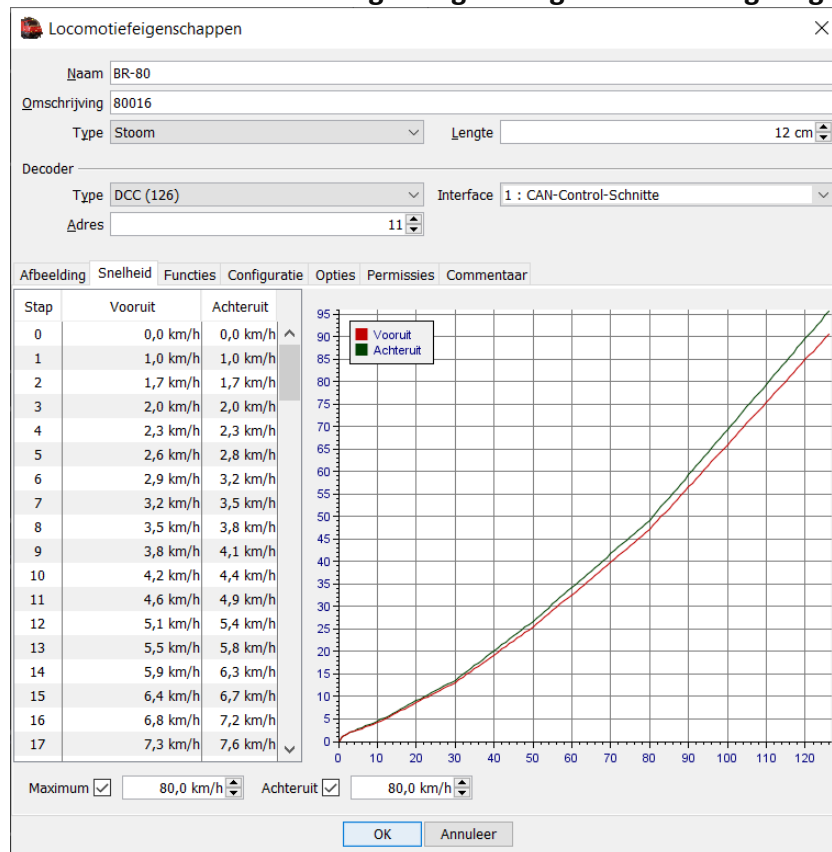 Locomotiefeigenschappen
Naam BR-80
Omschrijving 80016
Type Stoom Lengte 12 cm
Decoder
Type DCC (126) Interface 1 : CAN-Control-Schnitte
Adres 11
Afbeelding Snelheid Functies Configuratie Opties Permissies Commentaar
Stap Vooruit Achteruit
0 0,0 km/h 0,0 km/h
1 1,0 km/h 1,0 km/h
2 1,7 km/h 1,7 km/h
3 2,0 km/h 2,0 km/h
4 2,3 km/h 2,3 km/h
5 2,6 km/h 2,8 km/h
6 2,9 km/h 3,2 km/h
7 3,2 km/h 3,5 km/h
8 3,5 km/h 3,8 km/h
9 3,8 km/h 4,1 km/h
10 4,2 km/h 4,4 km/h
11 4,6 km/h 4,9 km/h
12 5,1 km/h 5,4 km/h
13 5,5 km/h 5,8 km/h
14 5,9 km/h 6,3 km/h
15 6,4 km/h 6,7 km/h
16 6,8 km/h 7,2 km/h
17 7,3 km/h 7,6 km/h
95
90
85
80
75
70
65
60
55
50
45
40
35
30
25
20
15
10
5
0
Vooruit
Achteruit
0 10 20 30 40 50 60 70 80 90 100 110 120
Maximum 80,0 km/h Achteruit 80,0 km/h
OK Annuleer